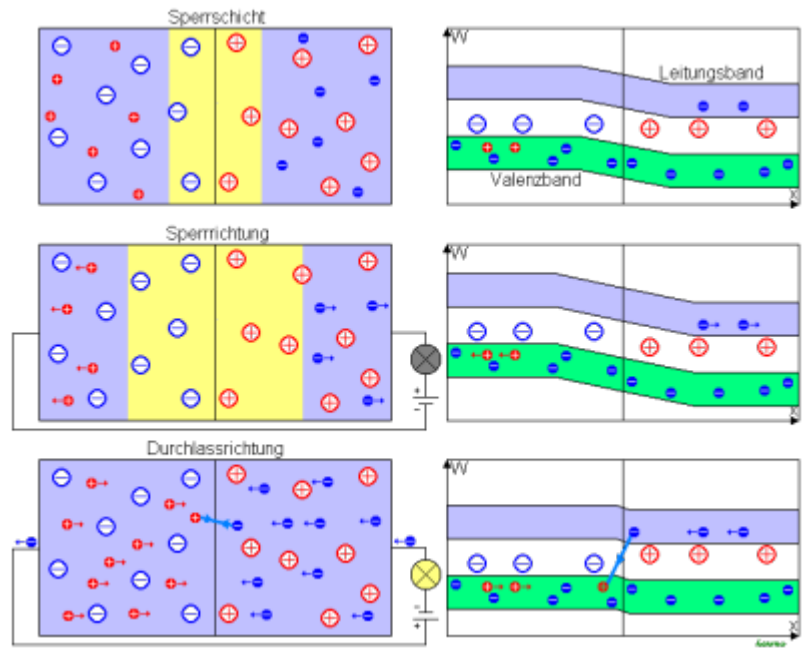 Sperrschicht
W
Leitungsband
Valenzband
x
Sperrrichtung
W
+
-
x
Durchlassrichtung
W
-
+
x